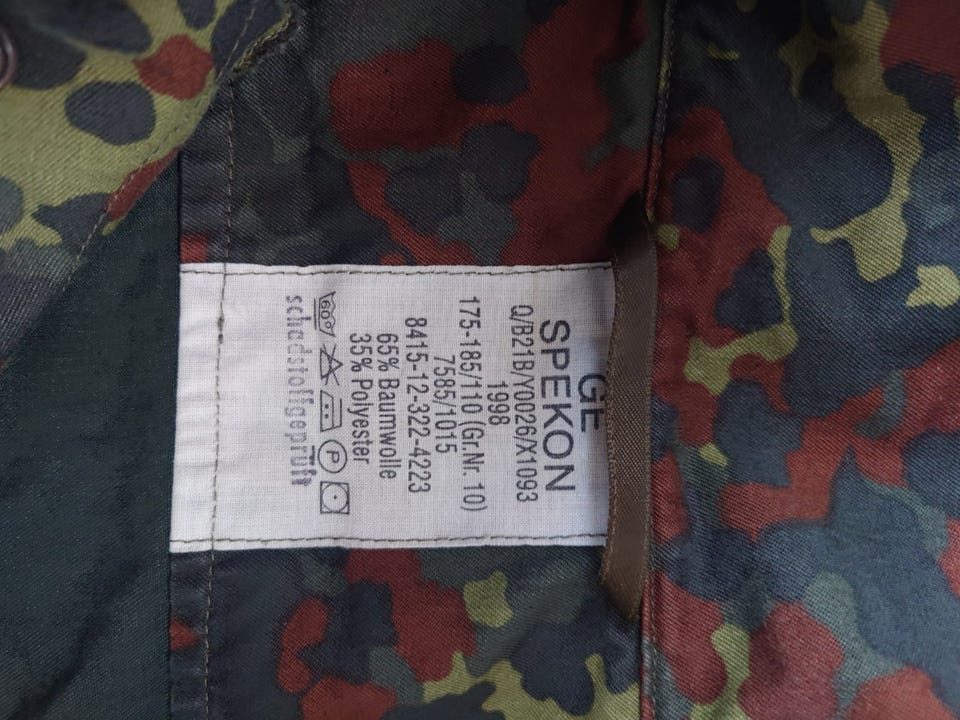 GE
SPEKON
Q/B21B/Y0026/X1093
1998
175-185/110 (Gr.Nr. 10)
7585/1015
8415-12-322-4223
65% Baumwolle
35% Polyester
60° P
schadstoffgeprüft